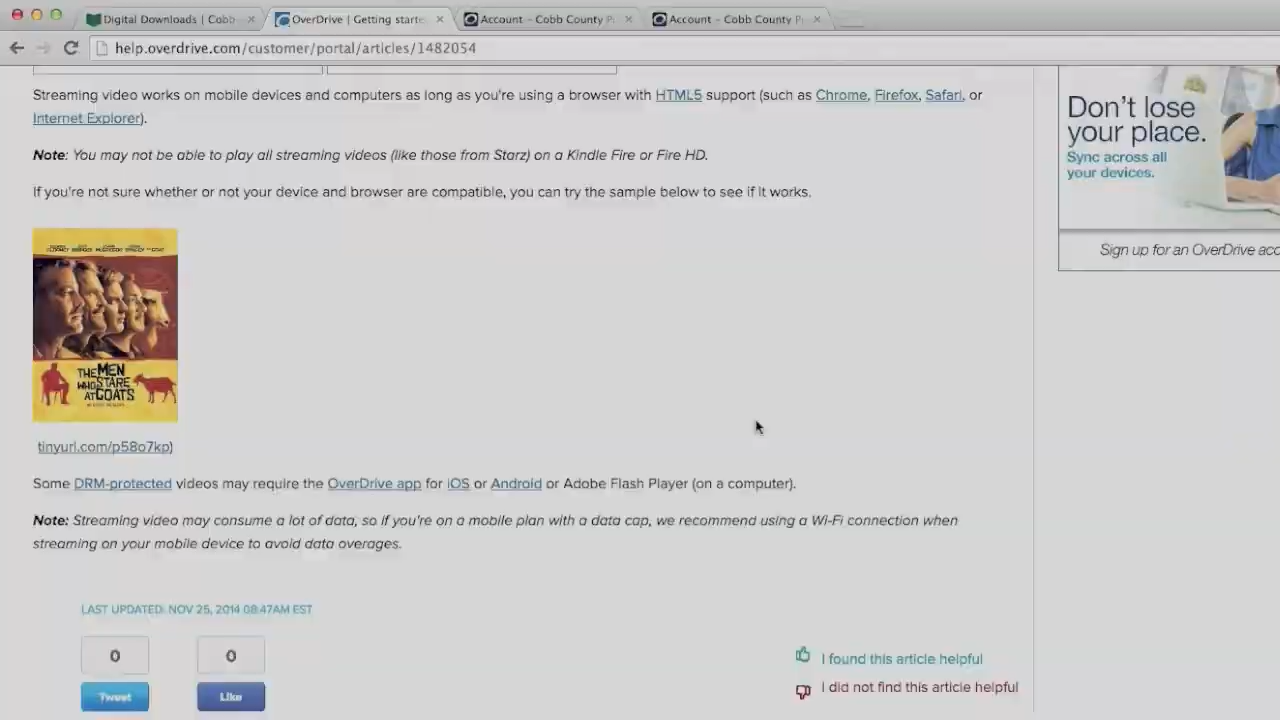 Digital Downloads | Cobb
OverDrive | Getting starte
Account – Cobb County P
Account – Cobb County P
help.overdrive.com/customer/portal/articles/1482054
Streaming video works on mobile devices and computers as long as you're using a browser with HTML5 support (such as Chrome, Firefox, Safari, or
Internet Explorer).
Note: You may not be able to play all streaming videos (like those from Starz) on a Kindle Fire or Fire HD.
If you're not sure whether or not your device and browser are compatible, you can try the sample below to see if it works.
THE MEN
WHO STARE
AT GOATS
tinyurl.com/p58o7kp)
Some DRM-protected videos may require the OverDrive app for iOS or Android or Adobe Flash Player (on a computer).
Note: Streaming video may consume a lot of data, so if you're on a mobile plan with a data cap, we recommend using a Wi-Fi connection when
streaming on your mobile device to avoid data overages.
LAST UPDATED: NOV 25, 2014 08:47AM EST
0
0
Tweet
Like
I found this article helpful
I did not find this article helpful
Don't lose
your place.
Sync across all
your devices.
Sign up for an OverDrive acc